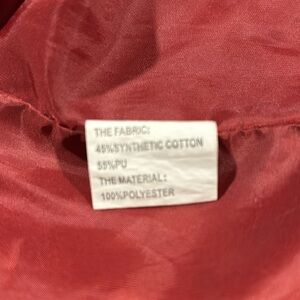 THE FABRIC:
45%SYNTHETIC COTTON
55%PU
THE MATERIAL:
100%POLYESTER